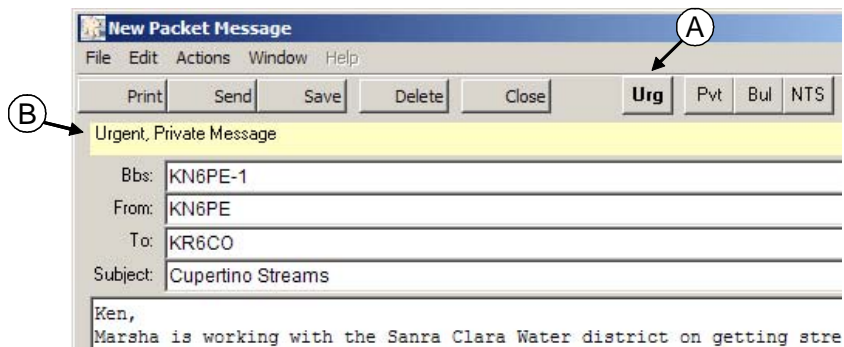 New Packet Message
A
File Edit Actions Window Help
Print Send Save Delete Close Urg Pvt Bul NTS
B
Urgent, Private Message
Bbs: KN6PE-1
From: KN6PE
To: KR6CO
Subject: Cupertino Streams
Ken,
Marsha is working with the Sanra Clara Water district on getting stre